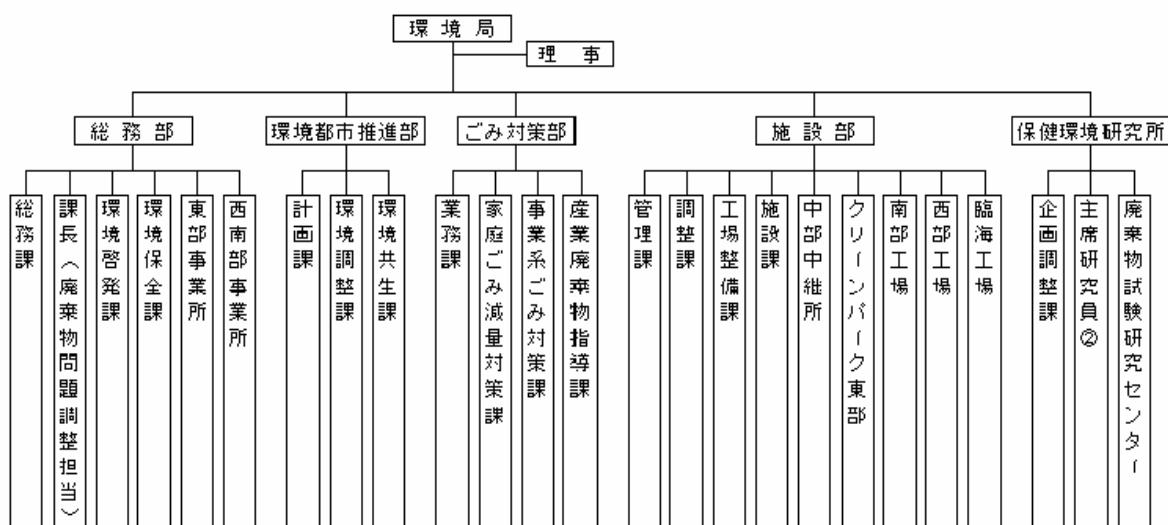 環境局
理事
総務部
環境都市推進部
ごみ対策部
施設部
保健環境研究所
総務課
課長（廃棄物問題調整担当）
環境啓発課
環境保全課
東部事業所
西南部事業所
計画課
環境調整課
環境共生課
業務課
家庭ごみ減量対策課
事業系ごみ対策課
産業廃棄物指導課
管理課
調整課
工場整備課
施設課
中部中継所
クリーンパーク東部
南部工場
西部工場
臨海工場
企画調整課
主席研究員②
廃棄物試験研究センター